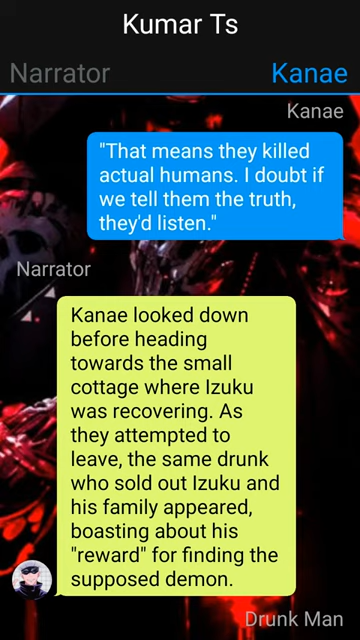 Kumar Ts
Narrator
Kanae
Kanae
"That means they killed
actual humans. I doubt if
we tell them the truth,
they'd listen."
Narrator
Kanae looked down
before heading
towards the small
cottage where Izuku
was recovering. As
they attempted to
leave, the same drunk
who sold out Izuku and
his family appeared,
boasting about his
"reward" for finding the
supposed demon.
Drunk Man